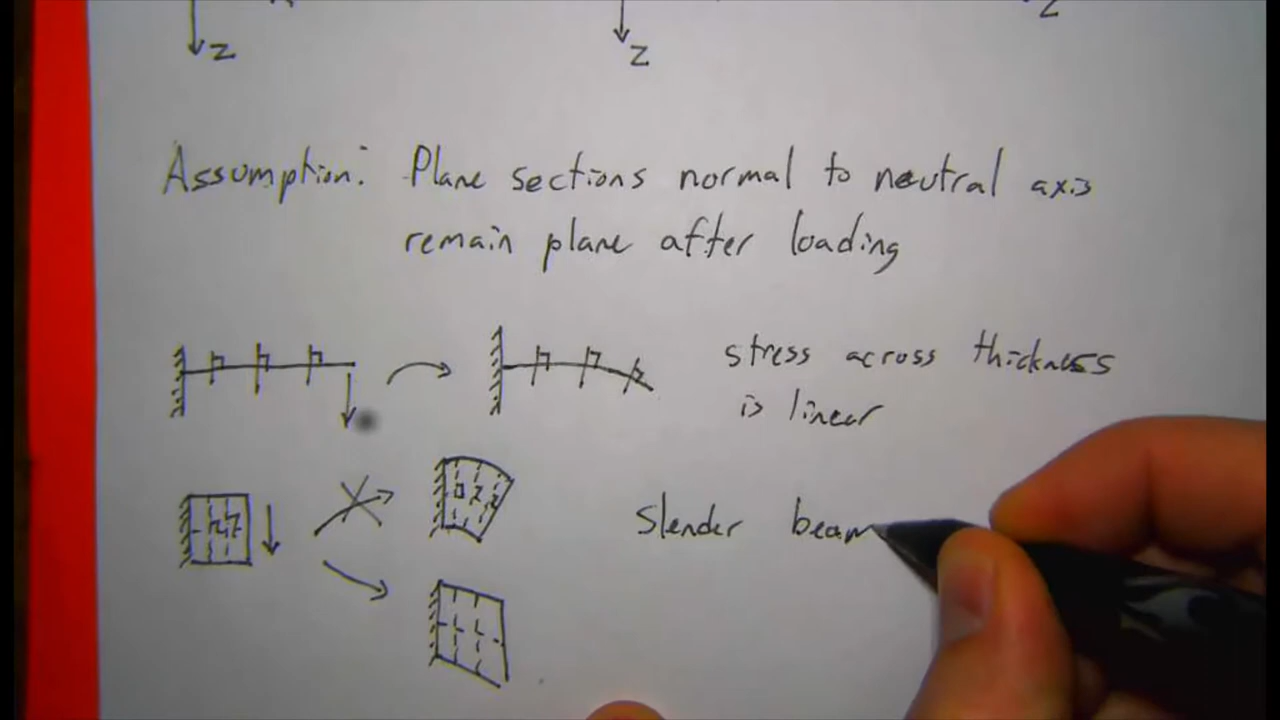 z
z
z
Assumption: Plane sections normal to neutral axis
remain plane after loading
stress across thickness
is linear
Slender beam